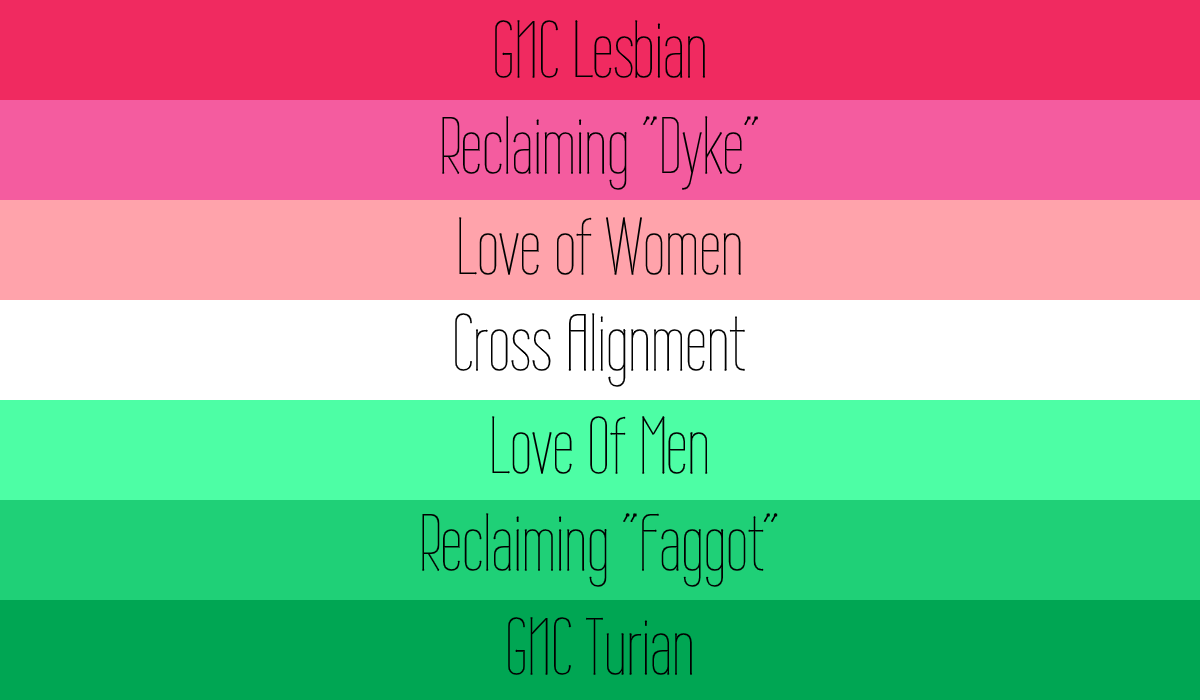 GNC Lesbian
Reclaiming "Dyke"
Love of Women
Cross Alignment
Love Of Men
Reclaiming "Faggot"
GNC Turian